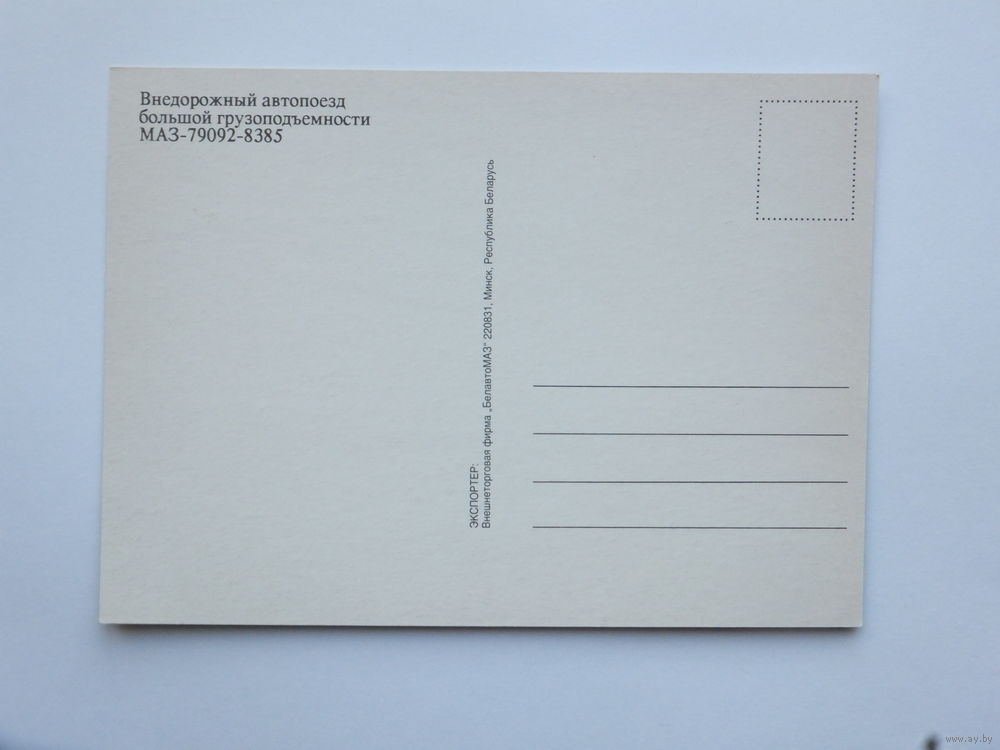 Внедорожный автопоезд
большой грузоподъемности
МАЗ-79092-8385
ЭКСПОРТЕР:
Внешнеторговая фирма „БелавтоМАЗ“ 220831, Минск, Республика Беларусь
www.ay.by